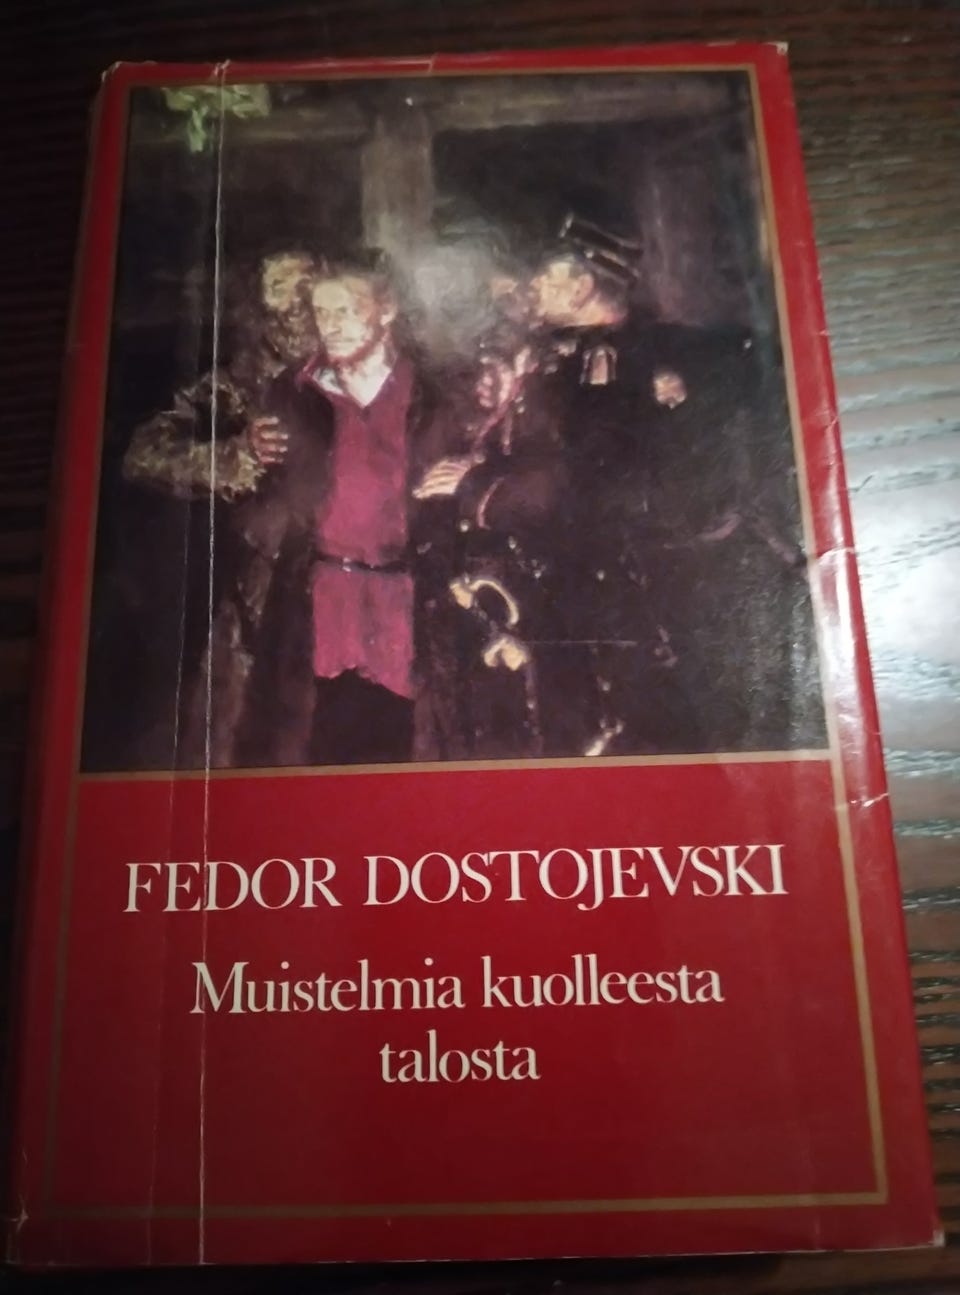 FEDOR DOSTOJEVSKI
Muistelmia kuolleesta
talosta